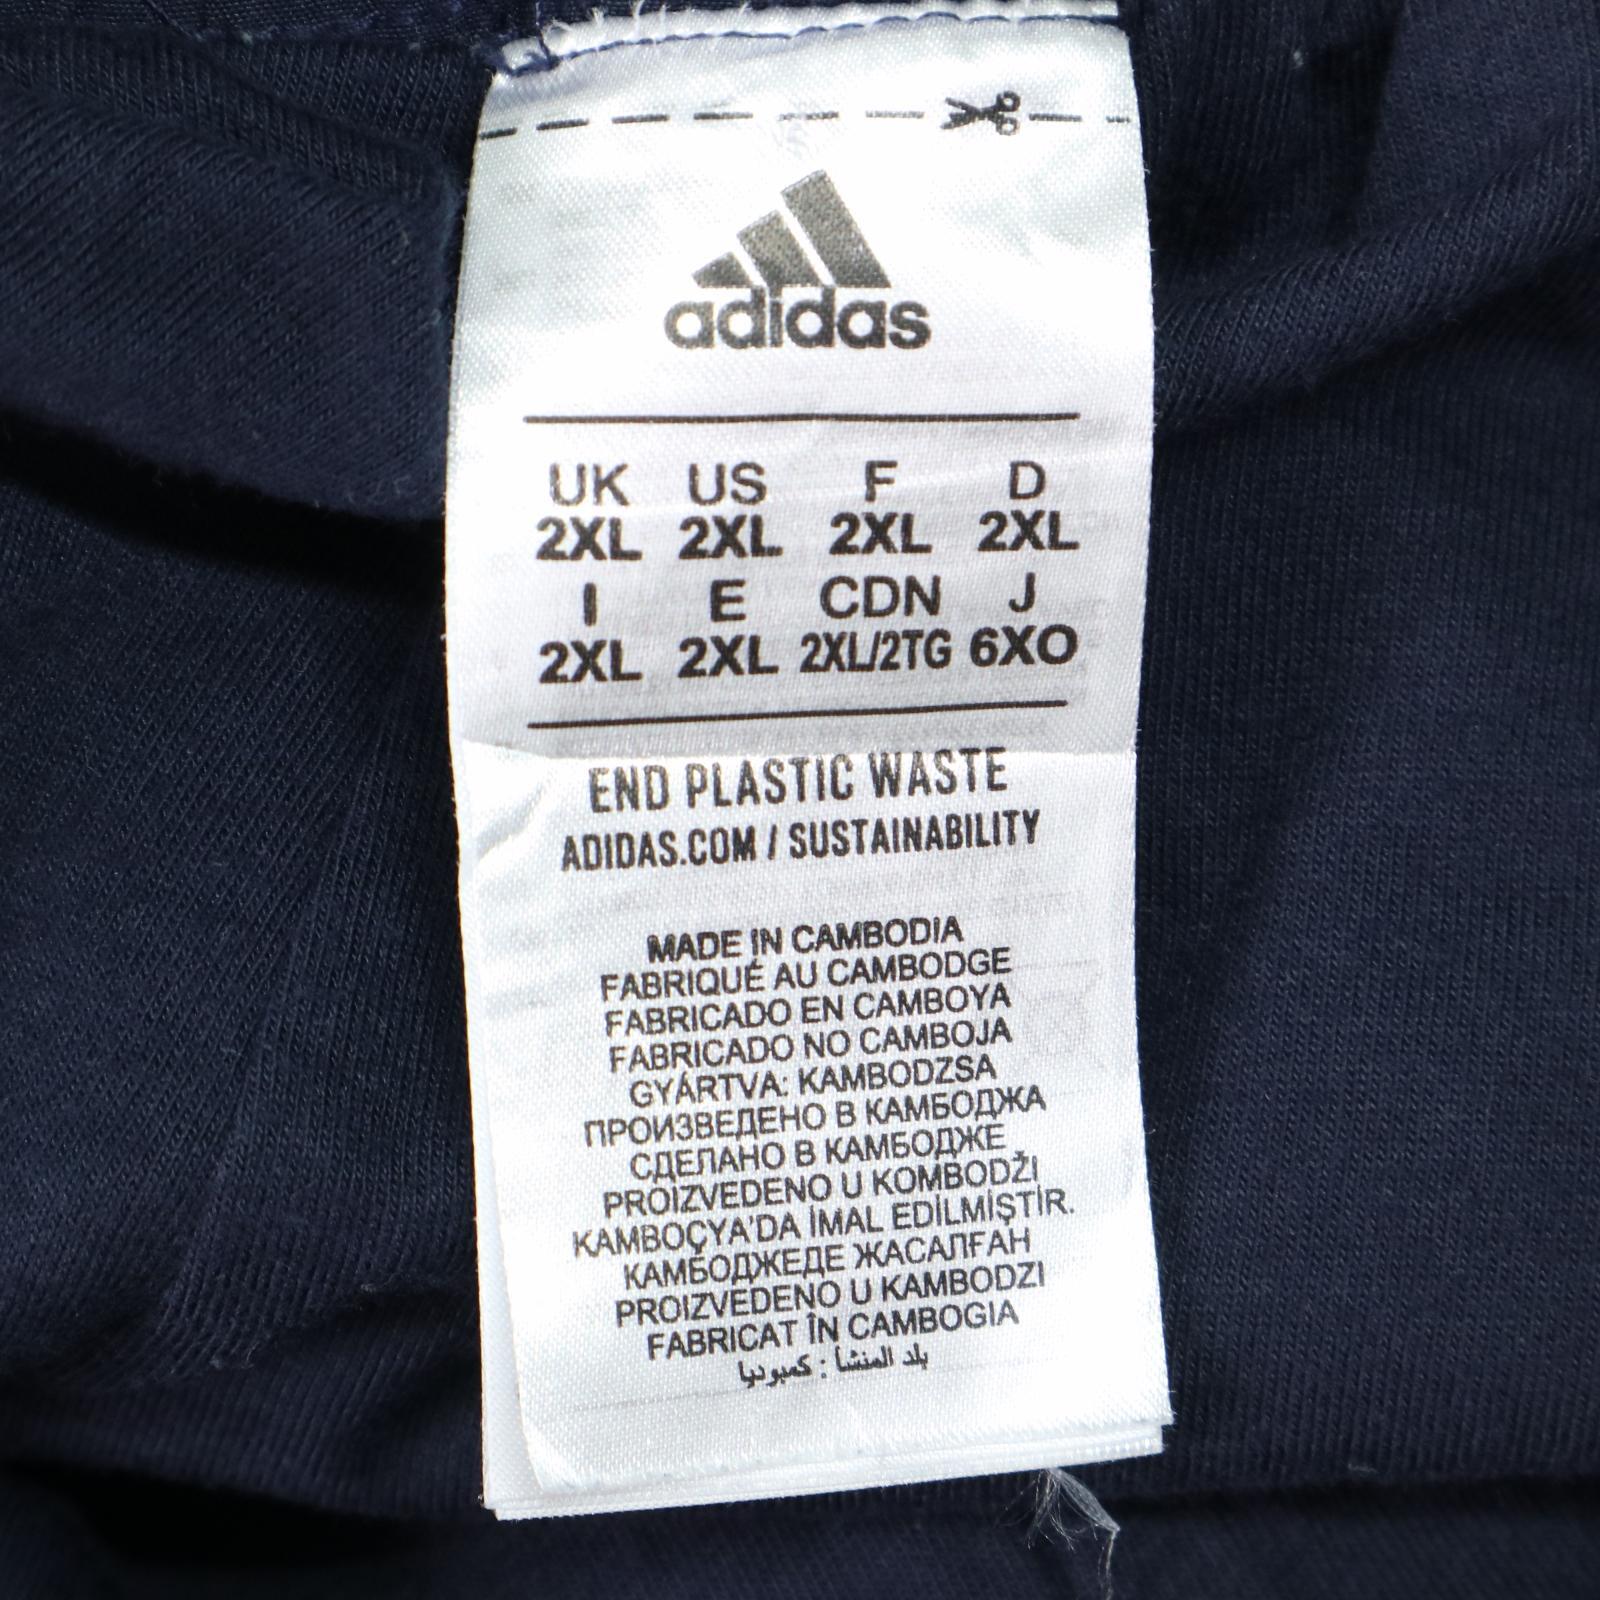 adidas
UK US F D
2XL 2XL 2XL 2XL
I E CDN J
2XL 2XL 2XL/2TG 6XO
END PLASTIC WASTE
ADIDAS.COM / SUSTAINABILITY
MADE IN CAMBODIA
FABRIQUÉ AU CAMBODGE
FABRICADO EN CAMBOYA
FABRICADO NO CAMBOJA
GYÁRTVA: KAMBODZSA
ПРОИЗВЕДЕНО В КАМБОДЖА
СДЕЛАНО В КАМБОДЖЕ
PROIZVEDENO U KOMBODŽI
KAMBOÇYA'DA İMAL EDİLMİŞTİR.
КАМБОДЖЕДЕ ЖАСАЛҒАН
PROIZVEDENO U KAMBODZI
FABRICAT ÎN CAMBOGIA
بلد المنشأ : كمبوديا